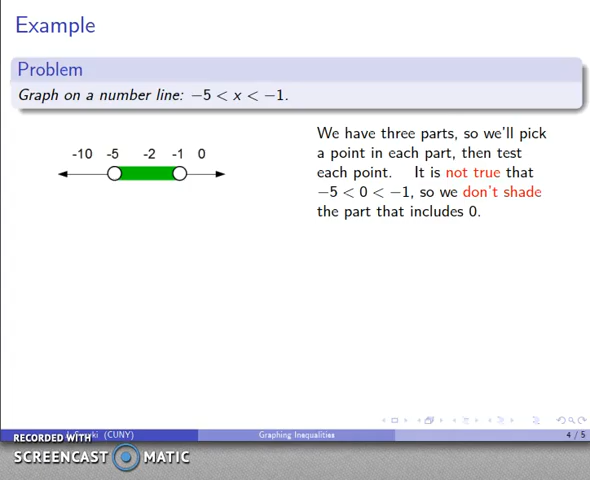 Example
Problem
Graph on a number line: −5 < x < −1.
We have three parts, so we'll pick
a point in each part, then test
each point. It is not true that
−5 < 0 < −1, so we don't shade
the part that includes 0.
-10 -5 -2 -1 0
(CUNY) Graphing Inequalities 4 / 5
RECORDED WITH
SCREENCAST MATIC